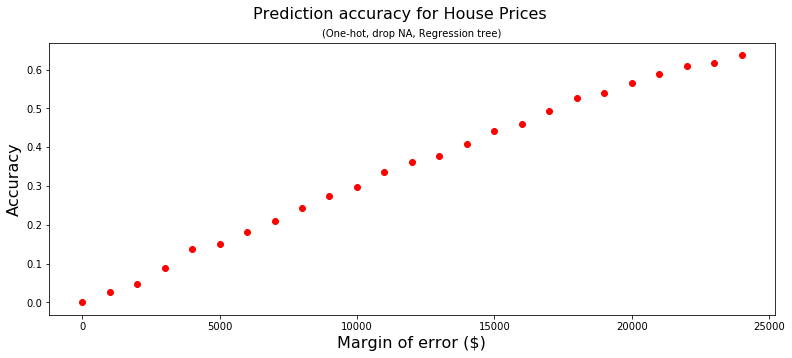 Prediction accuracy for House Prices
(One-hot, drop NA, Regression tree)
Accuracy
0.6
0.5
0.4
0.3
0.2
0.1
0.0
0 5000 10000 15000 20000 25000
Margin of error ($)